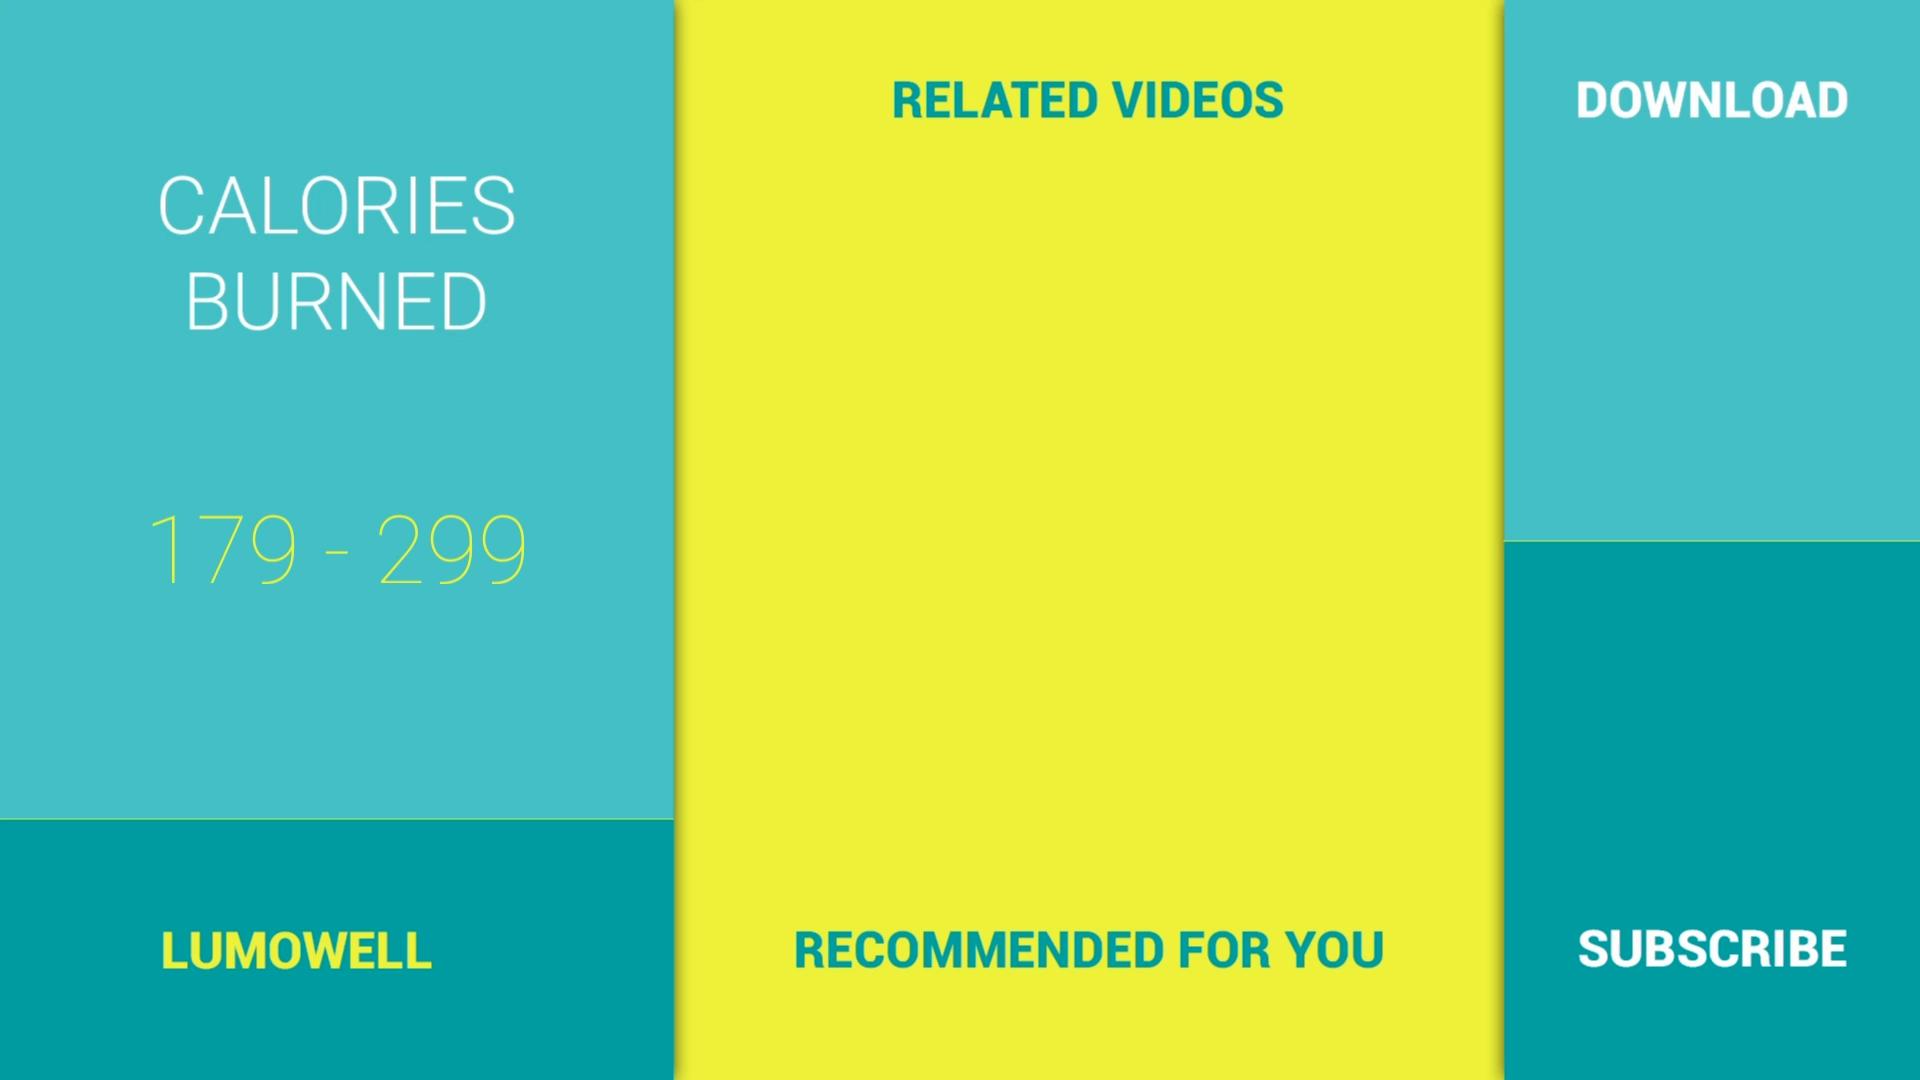 CALORIES
BURNED
179 - 299
LUMOWELL
RELATED VIDEOS
RECOMMENDED FOR YOU
DOWNLOAD
SUBSCRIBE